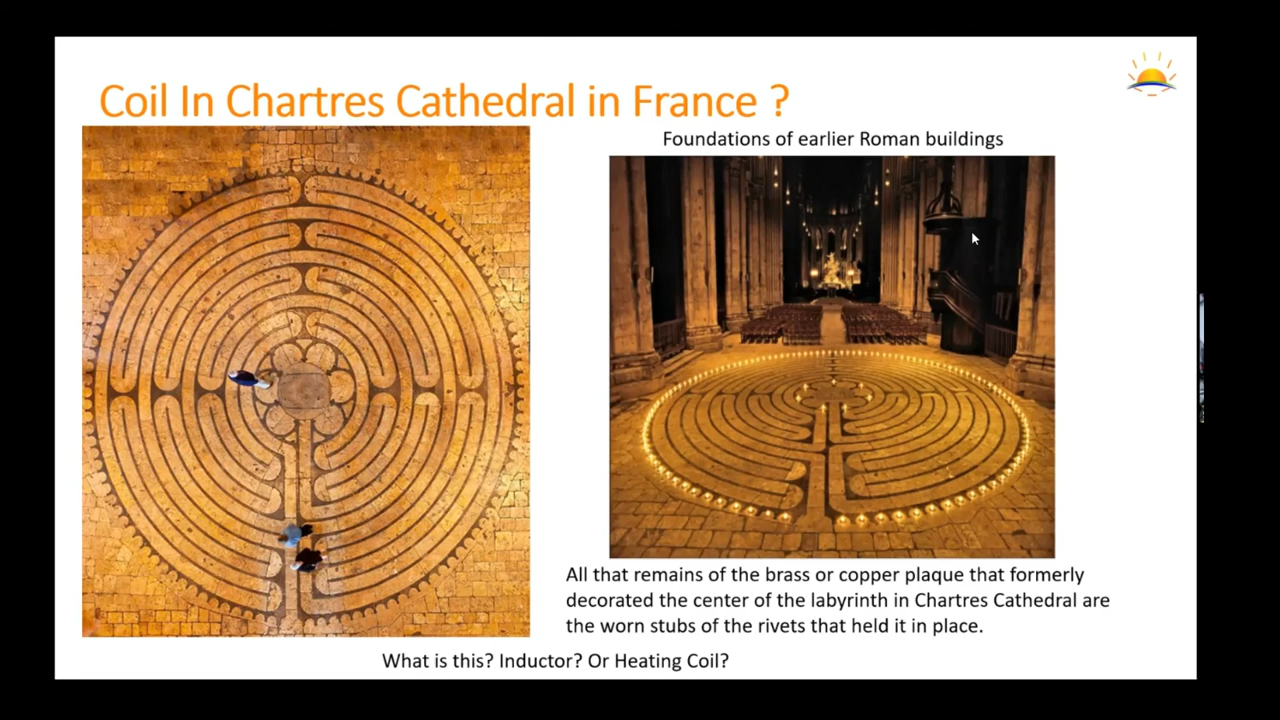 Coil In Chartres Cathedral in France ?
Foundations of earlier Roman buildings
All that remains of the brass or copper plaque that formerly
decorated the center of the labyrinth in Chartres Cathedral are
the worn stubs of the rivets that held it in place.
What is this? Inductor? Or Heating Coil?